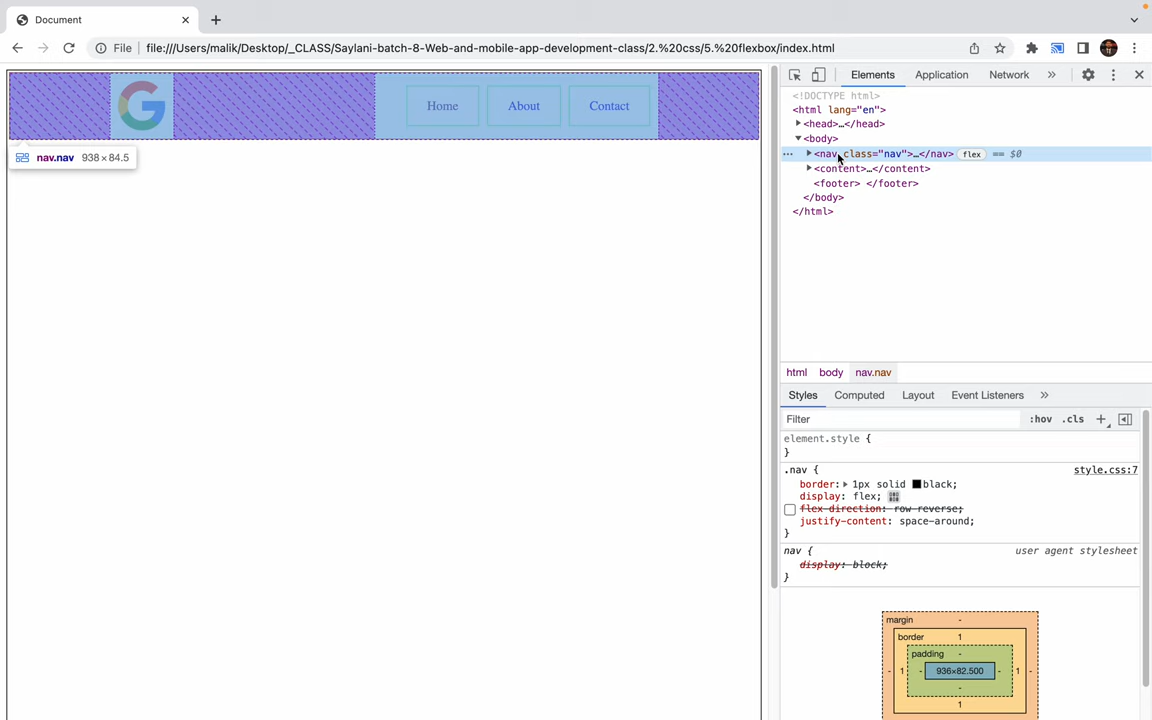 Document
File
file:///Users/malik/Desktop/_CLASS/Saylani-batch-8-Web-and-mobile-app-development-class/2.%20css/5.%20flexbox/index.html
Home
About
Contact
nav.nav 938 × 84.5
Elements
Application
Network
»
<!DOCTYPE html>
<html lang="en">
<head>…</head>
<body>
<nav class="nav">…</nav> flex == $0
<content>…</content>
<footer> </footer>
</body>
</html>
html
body
nav.nav
Styles
Computed
Layout
Event Listeners
»
Filter
:hov
.cls
element.style {
}
.nav { style.css:7
border: 1px solid black;
display: flex;
flex-direction: row-reverse;
justify-content: space-around;
}
nav { user agent stylesheet
display: block;
}
margin -
border 1
padding -
- 1 - 936×82.500 - 1 -
-
1